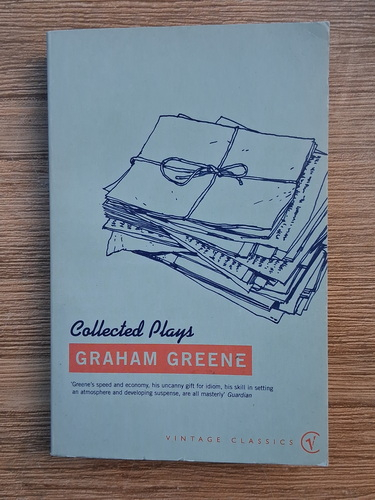 Collected Plays
GRAHAM GREENE
'Greene's speed and economy, his uncanny gift for idiom, his skill in setting
an atmosphere and developing suspense, are all masterly' Guardian
VINTAGE CLASSICS V